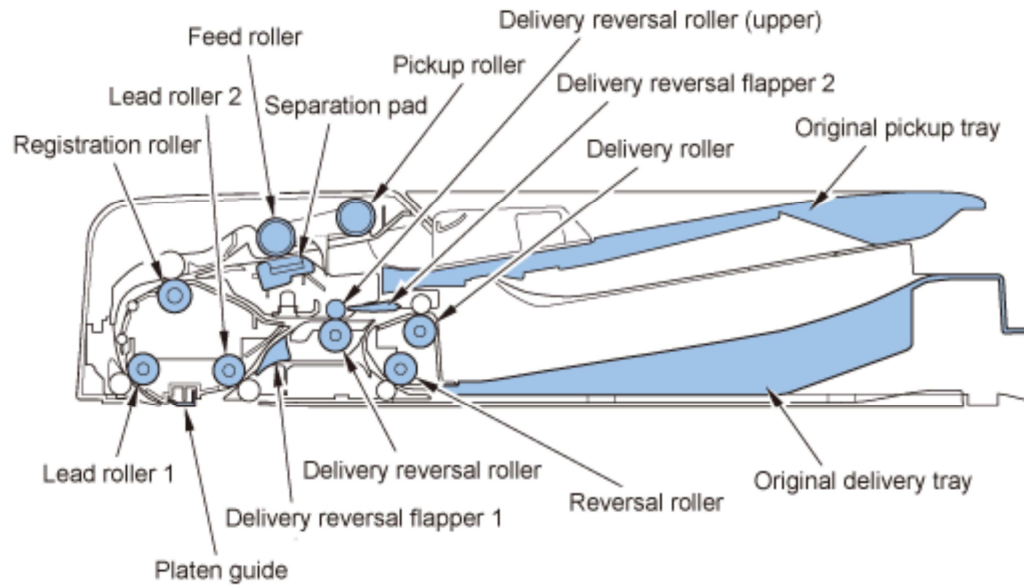 Delivery reversal roller (upper)
Feed roller
Pickup roller
Delivery reversal flapper 2
Lead roller 2
Separation pad
Original pickup tray
Registration roller
Delivery roller
Lead roller 1
Delivery reversal roller
Original delivery tray
Reversal roller
Delivery reversal flapper 1
Platen guide